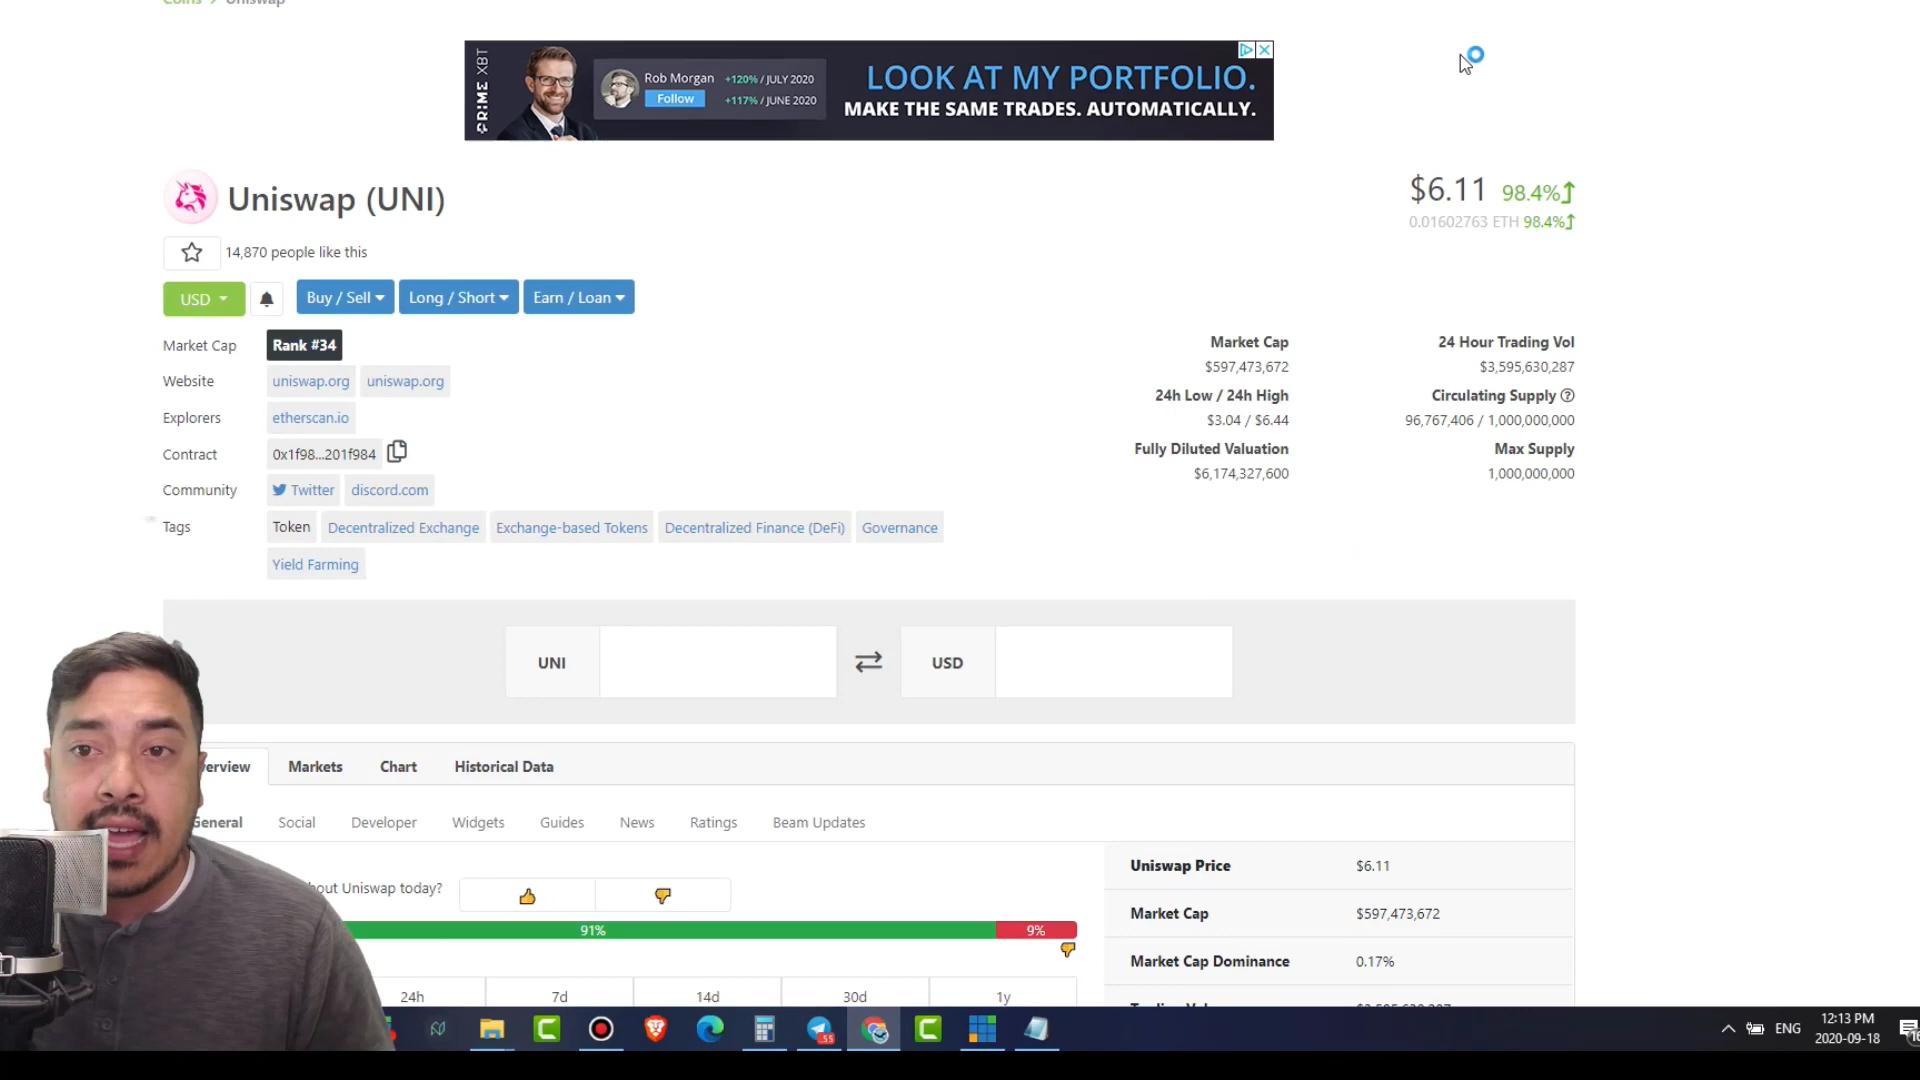 Coins > Uniswap
PRIME XBT
Rob Morgan
Follow
+120% / JULY 2020
+117% / JUNE 2020
LOOK AT MY PORTFOLIO.
MAKE THE SAME TRADES. AUTOMATICALLY.
Uniswap (UNI)
$6.11 98.4%
0.01602763 ETH 98.4%
14,870 people like this
USD
Buy / Sell
Long / Short
Earn / Loan
Market Cap Rank #34
Website uniswap.org uniswap.org
Explorers etherscan.io
Contract 0x1f98...201f984
Community Twitter discord.com
Tags Token Decentralized Exchange Exchange-based Tokens Decentralized Finance (DeFi) Governance
Yield Farming
Market Cap
$597,473,672
24h Low / 24h High
$3.04 / $6.44
Fully Diluted Valuation
$6,174,327,600
24 Hour Trading Vol
$3,595,630,287
Circulating Supply
96,767,406 / 1,000,000,000
Max Supply
1,000,000,000
UNI
USD
verview Markets Chart Historical Data
General Social Developer Widgets Guides News Ratings Beam Updates
bout Uniswap today?
91% 9%
24h 7d 14d 30d 1y
Uniswap Price $6.11
Market Cap $597,473,672
Market Cap Dominance 0.17%
55
ENG
12:13 PM
2020-09-18